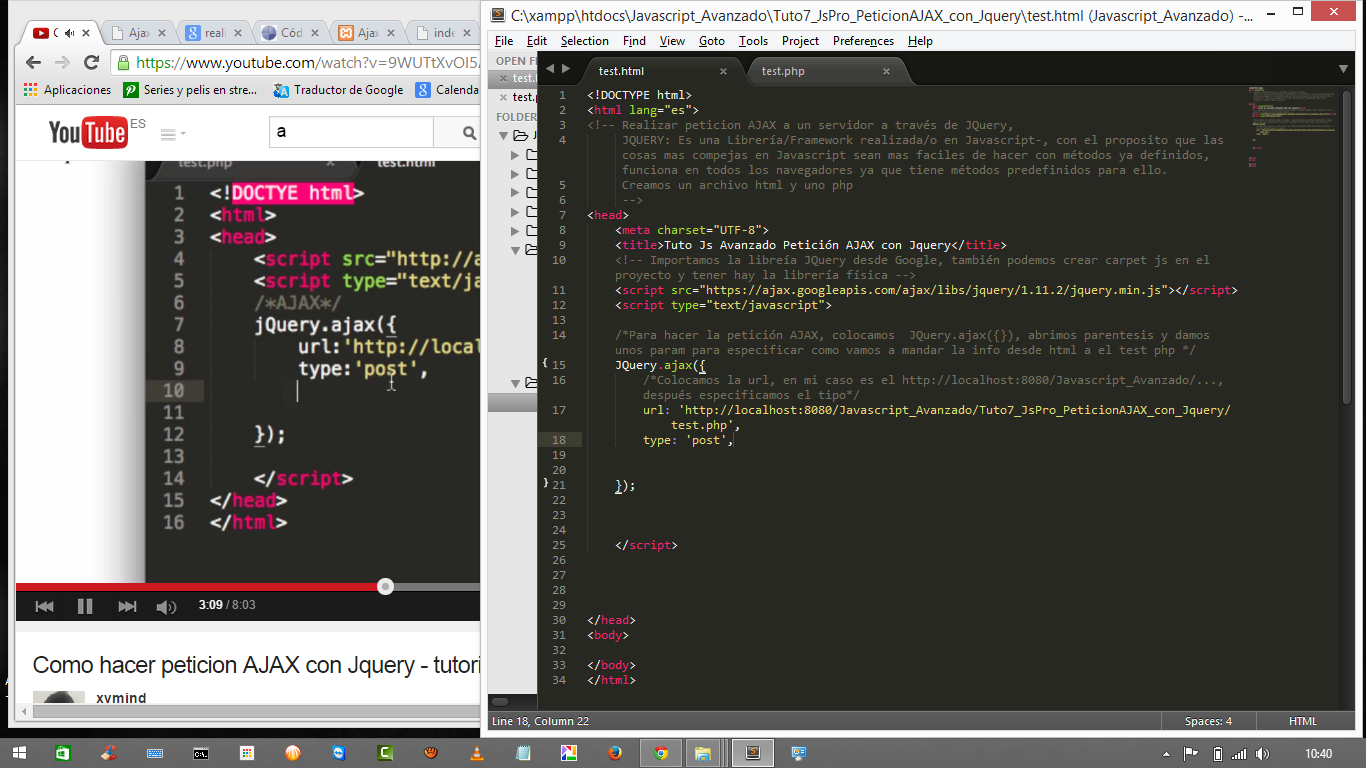 C:\xampp\htdocs\Javascript_Avanzado\Tuto7_JsPro_PeticionAJAX_con_Jquery\test.html (Javascript_Avanzado) - ...
Ajax
reali
Cód
Ajax
inde
https://www.youtube.com/watch?v=9WUTtXvOI5
Aplicaciones
Series y pelis en stre...
Traductor de Google
Calenda
YouTube ES
a
test.php
test.html
1 <!DOCTYE html>
2 <html>
3 <head>
4 <script src="http://a
5 <script type="text/ja
6 /*AJAX*/
7 jQuery.ajax({
8 url:'http://local
9 type:'post',
10
11
12 });
13
14 </script>
15 </head>
16 </html>
3:09 / 8:03
Como hacer peticion AJAX con Jquery - tutori
xvmind
File Edit Selection Find View Goto Tools Project Preferences Help
OPEN F
test.
FOLDER
test.html
test.php
1 <!DOCTYPE html>
2 <html lang="es">
3 <!-- Realizar peticion AJAX a un servidor a través de JQuery,
4 JQUERY: Es una Librería/Framework realizada/o en Javascript-, con el proposito que las
cosas mas compejas en Javascript sean mas faciles de hacer con métodos ya definidos,
funciona en todos los navegadores ya que tiene métodos predefinidos para ello.
5 Creamos un archivo html y uno php
6 -->
7 <head>
8 <meta charset="UTF-8">
9 <title>Tuto Js Avanzado Petición AJAX con Jquery</title>
10 <!-- Importamos la libreía JQuery desde Google, también podemos crear carpet js en el
proyecto y tener hay la librería física -->
11 <script src="https://ajax.googleapis.com/ajax/libs/jquery/1.11.2/jquery.min.js"></script>
12 <script type="text/javascript">
13
14 /*Para hacer la petición AJAX, colocamos  JQuery.ajax({}), abrimos parentesis y damos
unos param para especificar como vamos a mandar la info desde html a el test php */
15 JQuery.ajax({
16 /*Colocamos la url, en mi caso es el http://localhost:8080/Javascript_Avanzado/...,
después especificamos el tipo*/
17 url: 'http://localhost:8080/Javascript_Avanzado/Tuto7_JsPro_PeticionAJAX_con_Jquery/
test.php',
18 type: 'post',
19
20
21 });
22
23
24
25 </script>
26
27
28
29
30 </head>
31 <body>
32
33 </body>
34 </html>
Line 18, Column 22
Spaces: 4
HTML
10:40